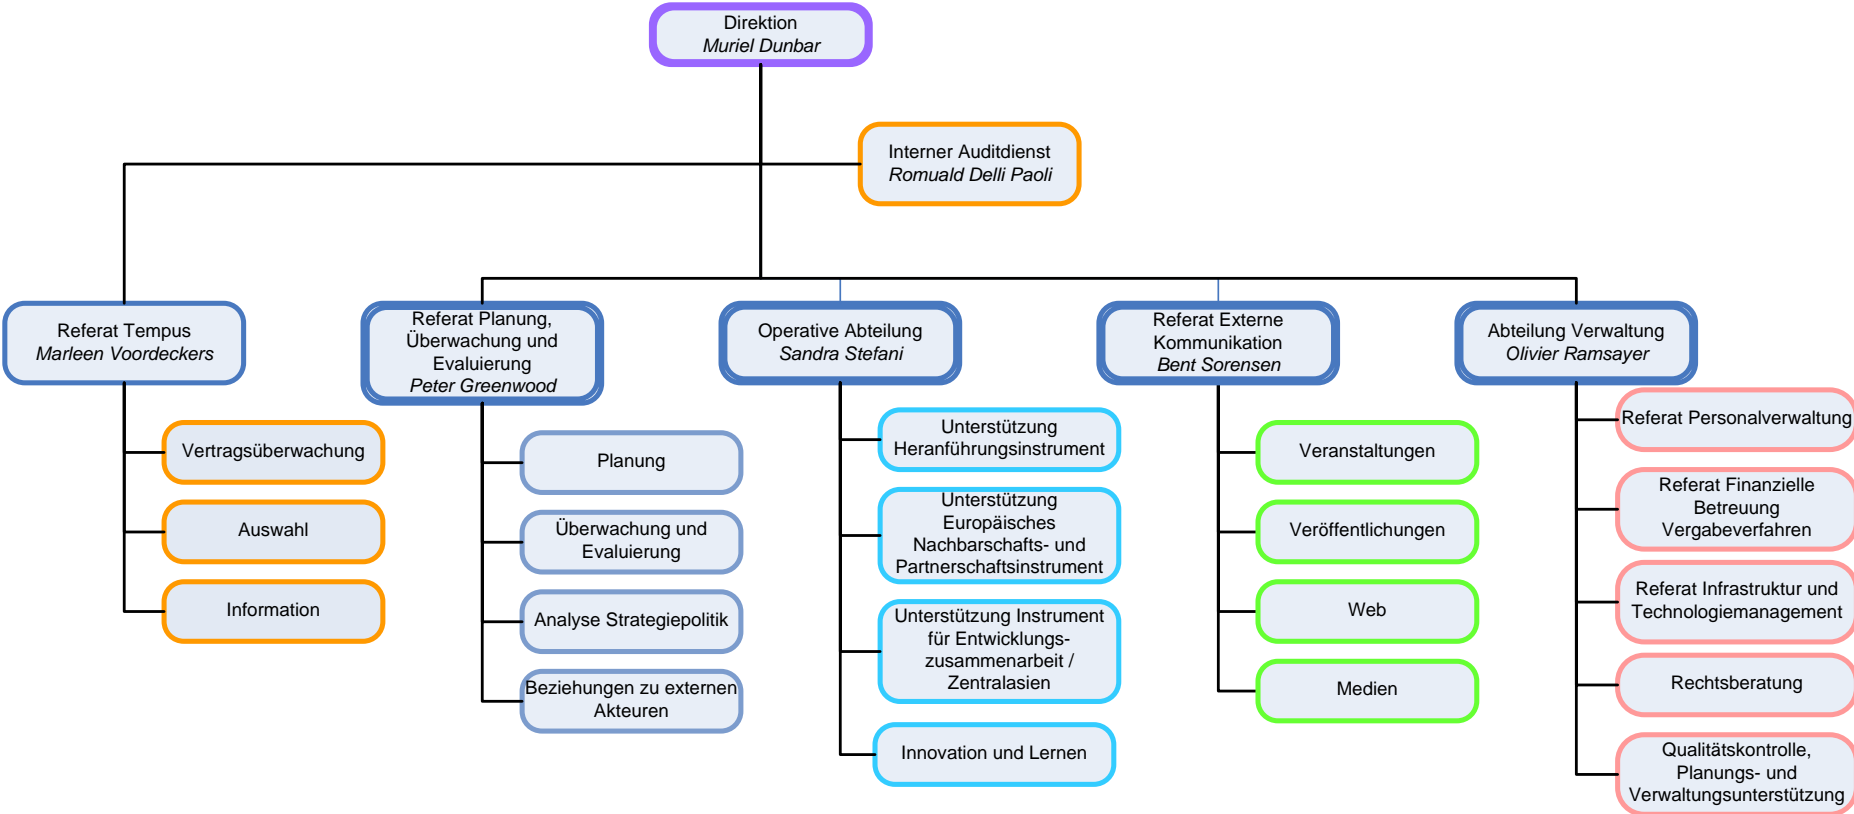 Direktion
Muriel Dunbar
Interner Auditdienst
Romuald Delli Paoli
Referat Tempus
Marleen Voordeckers
Vertragsüberwachung
Auswahl
Information
Referat Planung,
Überwachung und
Evaluierung
Peter Greenwood
Planung
Überwachung und
Evaluierung
Analyse Strategiepolitik
Beziehungen zu externen
Akteuren
Operative Abteilung
Sandra Stefani
Unterstützung
Heranführungsinstrument
Unterstützung
Europäisches
Nachbarschafts- und
Partnerschaftsinstrument
Unterstützung Instrument
für Entwicklungs-
zusammenarbeit /
Zentralasien
Innovation und Lernen
Referat Externe
Kommunikation
Bent Sorensen
Veranstaltungen
Veröffentlichungen
Web
Medien
Abteilung Verwaltung
Olivier Ramsayer
Referat Personalverwaltung
Referat Finanzielle
Betreuung
Vergabeverfahren
Referat Infrastruktur und
Technologiemanagement
Rechtsberatung
Qualitätskontrolle,
Planungs- und
Verwaltungsunterstützung